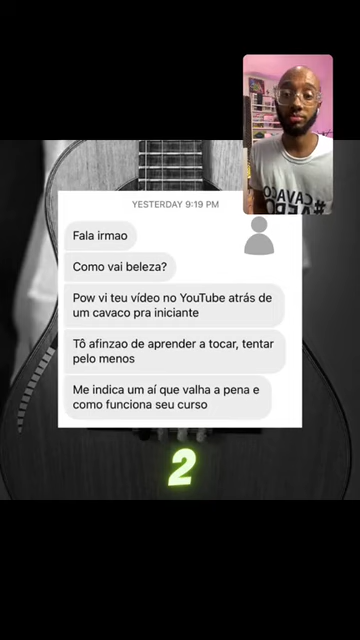 #CAVACO
YESTERDAY 9:19 PM
Fala irmao
Como vai beleza?
Pow vi teu vídeo no YouTube atrás de
um cavaco pra iniciante
Tô afinzao de aprender a tocar, tentar
pelo menos
Me indica um aí que valha a pena e
como funciona seu curso
2